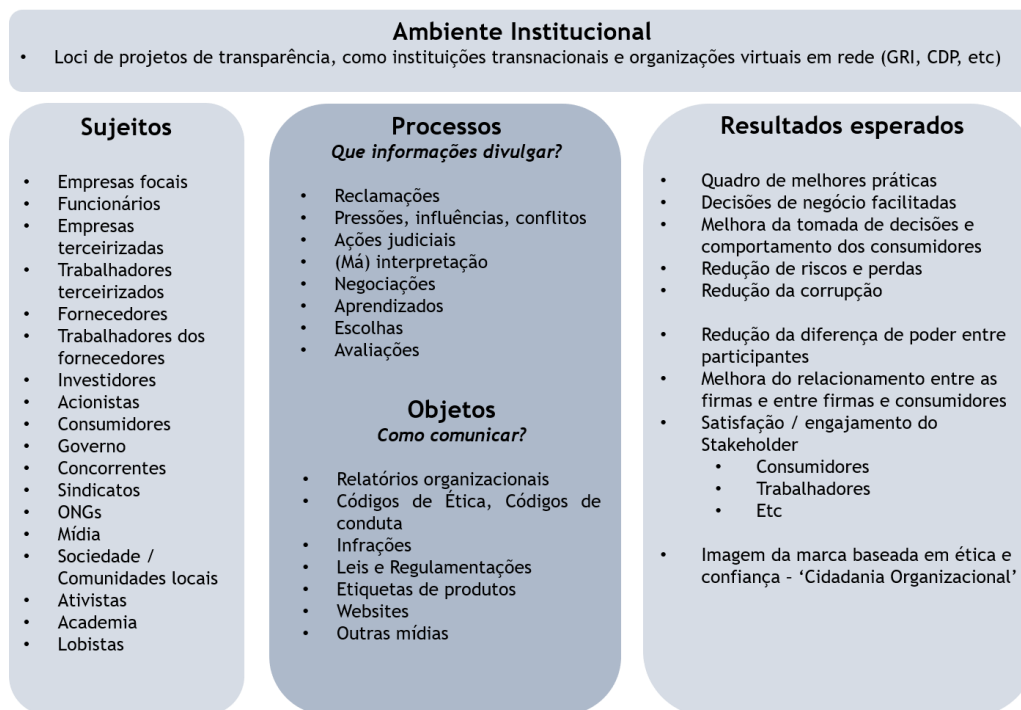 Ambiente Institucional
• Loci de projetos de transparência, como instituições transnacionais e organizações virtuais em rede (GRI, CDP, etc)
Sujeitos
• Empresas focais
• Funcionários
• Empresas
terceirizadas
• Trabalhadores
terceirizados
• Fornecedores
• Trabalhadores dos
fornecedores
• Investidores
• Acionistas
• Consumidores
• Governo
• Concorrentes
• Sindicatos
• ONGs
• Mídia
• Sociedade /
Comunidades locais
• Ativistas
• Academia
• Lobistas
Processos
Que informações divulgar?
• Reclamações
• Pressões, influências, conflitos
• Ações judiciais
• (Má) interpretação
• Negociações
• Aprendizados
• Escolhas
• Avaliações
Objetos
Como comunicar?
• Relatórios organizacionais
• Códigos de Ética, Códigos de
conduta
• Infrações
• Leis e Regulamentações
• Etiquetas de produtos
• Websites
• Outras mídias
Resultados esperados
• Quadro de melhores práticas
• Decisões de negócio facilitadas
• Melhora da tomada de decisões e
comportamento dos consumidores
• Redução de riscos e perdas
• Redução da corrupção
• Redução da diferença de poder entre
participantes
• Melhora do relacionamento entre as
firmas e entre firmas e consumidores
• Satisfação / engajamento do
Stakeholder
• Consumidores
• Trabalhadores
• Etc
• Imagem da marca baseada em ética e
confiança – ‘Cidadania Organizacional’